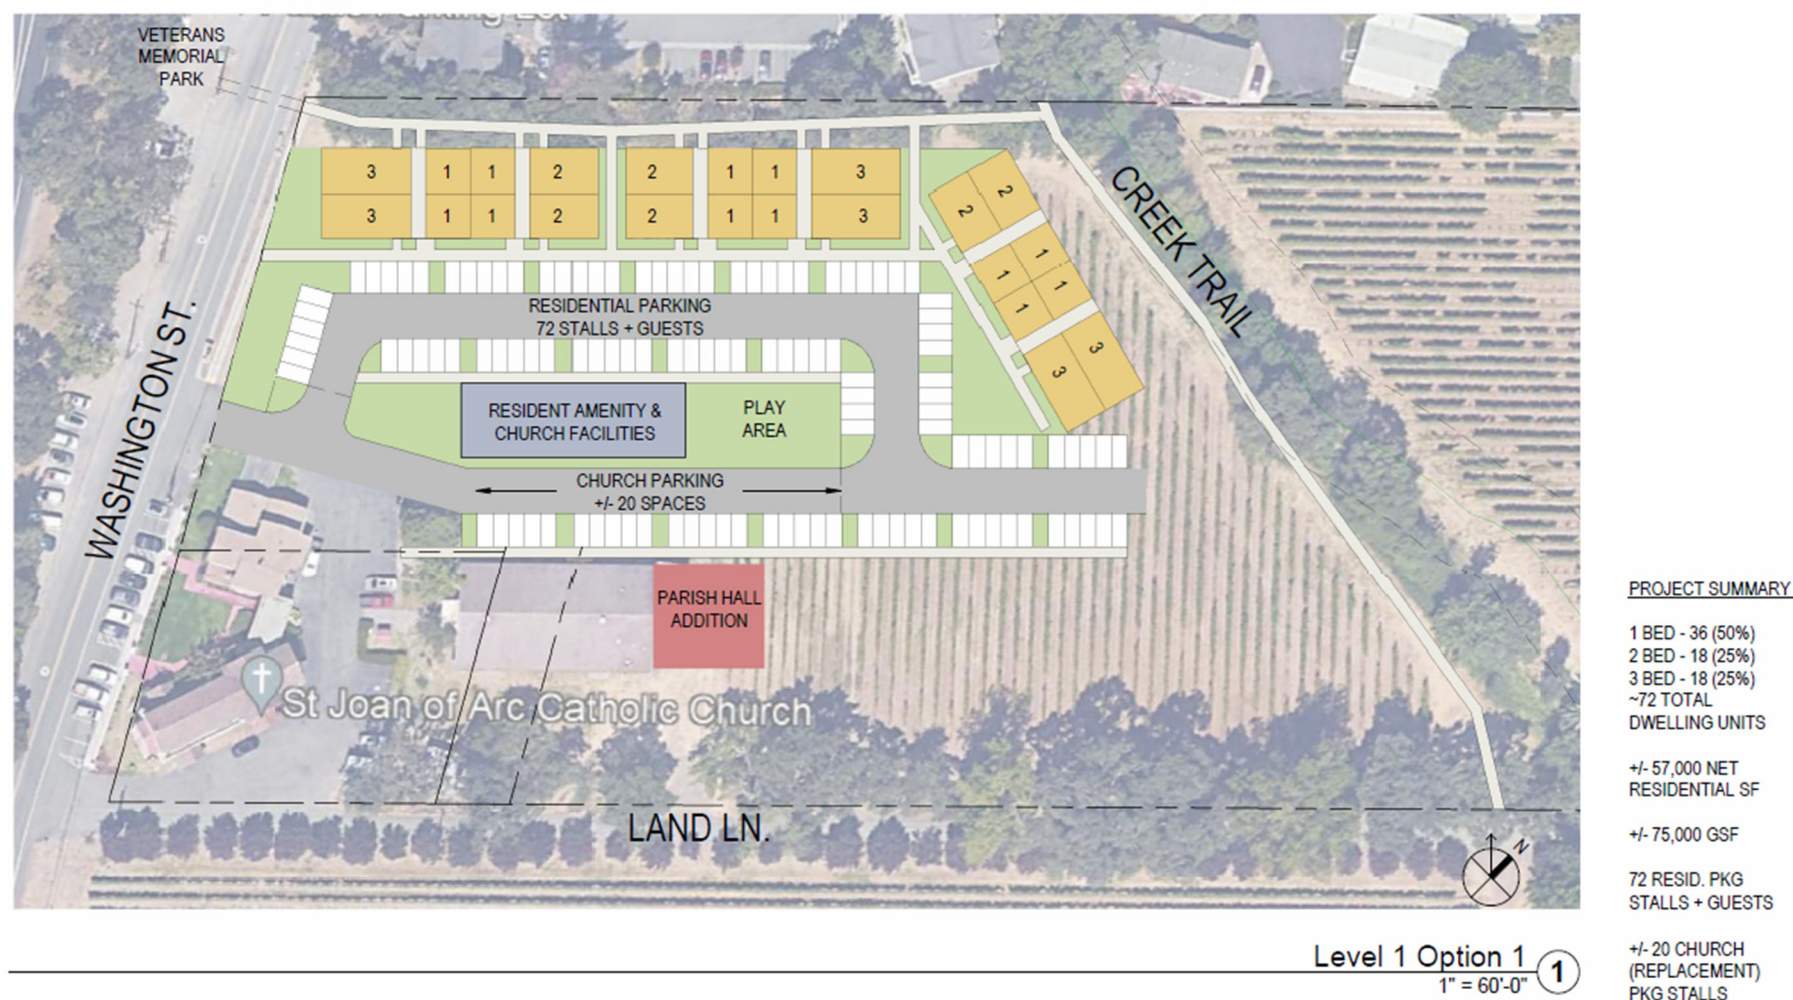 VETERANS
MEMORIAL
PARK
3 1 1 2 2 1 1 3
3 1 1 2 2 1 1 3
2 2
1 1
1 1
3 3
CREEK TRAIL
WASHINGTON ST.
RESIDENTIAL PARKING
72 STALLS + GUESTS
RESIDENT AMENITY &
CHURCH FACILITIES
PLAY
AREA
CHURCH PARKING
+/- 20 SPACES
PARISH HALL
ADDITION
St Joan of Arc Catholic Church
LAND LN.
N
PROJECT SUMMARY
1 BED - 36 (50%)
2 BED - 18 (25%)
3 BED - 18 (25%)
~72 TOTAL
DWELLING UNITS
+/- 57,000 NET
RESIDENTIAL SF
+/- 75,000 GSF
72 RESID. PKG
STALLS + GUESTS
+/- 20 CHURCH
(REPLACEMENT)
PKG STALLS
Level 1 Option 1
1" = 60'-0"
1